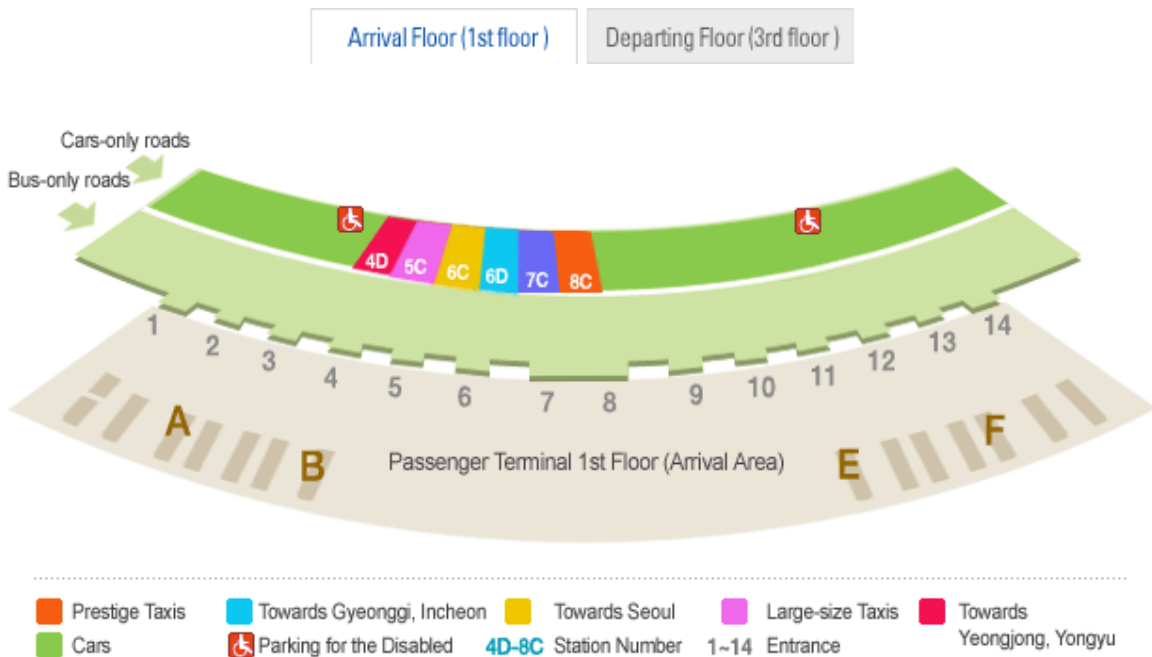 Arrival Floor (1st floor )
Departing Floor (3rd floor )
Cars-only roads
Bus-only roads
4D
5C
6C
6D
7C
8C
1
2
3
4
5
6
7
8
9
10
11
12
13
14
A
B
Passenger Terminal 1st Floor (Arrival Area)
E
F
Prestige Taxis
Towards Gyeonggi, Incheon
Towards Seoul
Large-size Taxis
Towards
Yeongjong, Yongyu
Cars
Parking for the Disabled
4D-8C Station Number
1~14 Entrance